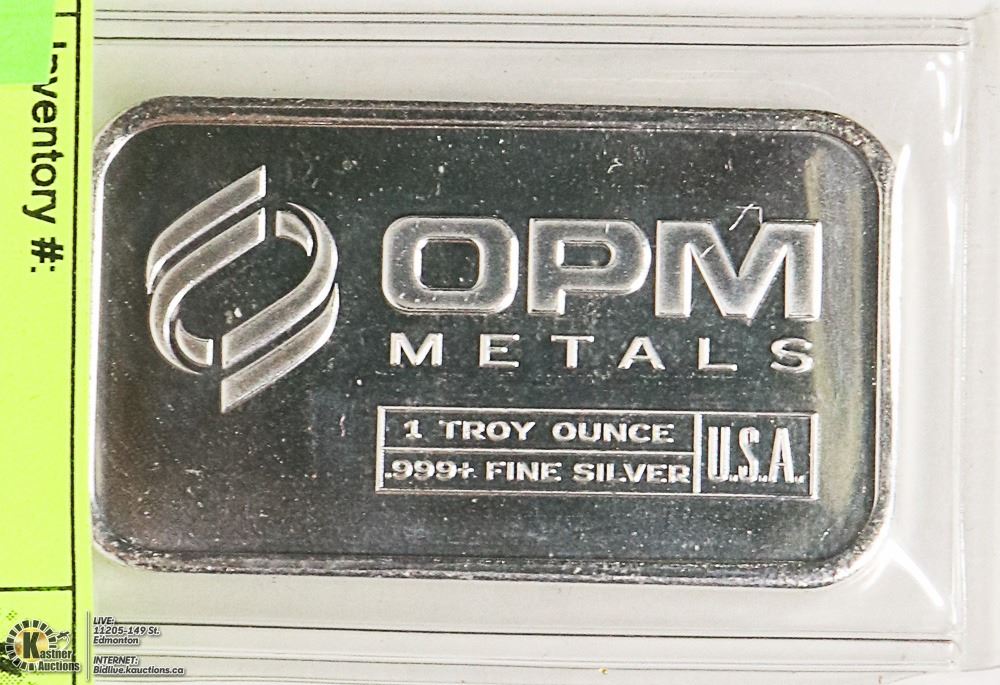 Inventory #:
OPM
METALS
1 TROY OUNCE
.999+ FINE SILVER
U.S.A.
Kastner
Auctions
LIVE:
11205-149 St.
Edmonton
INTERNET:
Bidlive.kauctions.ca